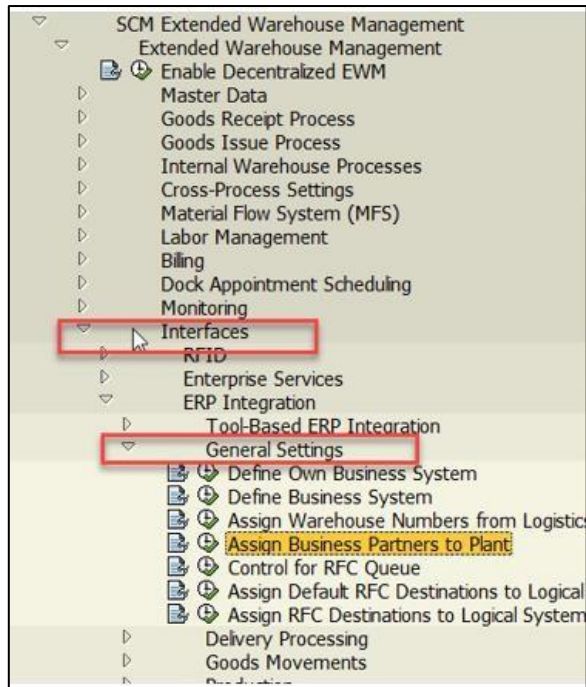 SCM Extended Warehouse Management
Extended Warehouse Management
Enable Decentralized EWM
Master Data
Goods Receipt Process
Goods Issue Process
Internal Warehouse Processes
Cross-Process Settings
Material Flow System (MFS)
Labor Management
Billing
Dock Appointment Scheduling
Monitoring
Interfaces
RFID
Enterprise Services
ERP Integration
Tool-Based ERP Integration
General Settings
Define Own Business System
Define Business System
Assign Warehouse Numbers from Logistics
Assign Business Partners to Plant
Control for RFC Queue
Assign Default RFC Destinations to Logical
Assign RFC Destinations to Logical System
Delivery Processing
Goods Movements